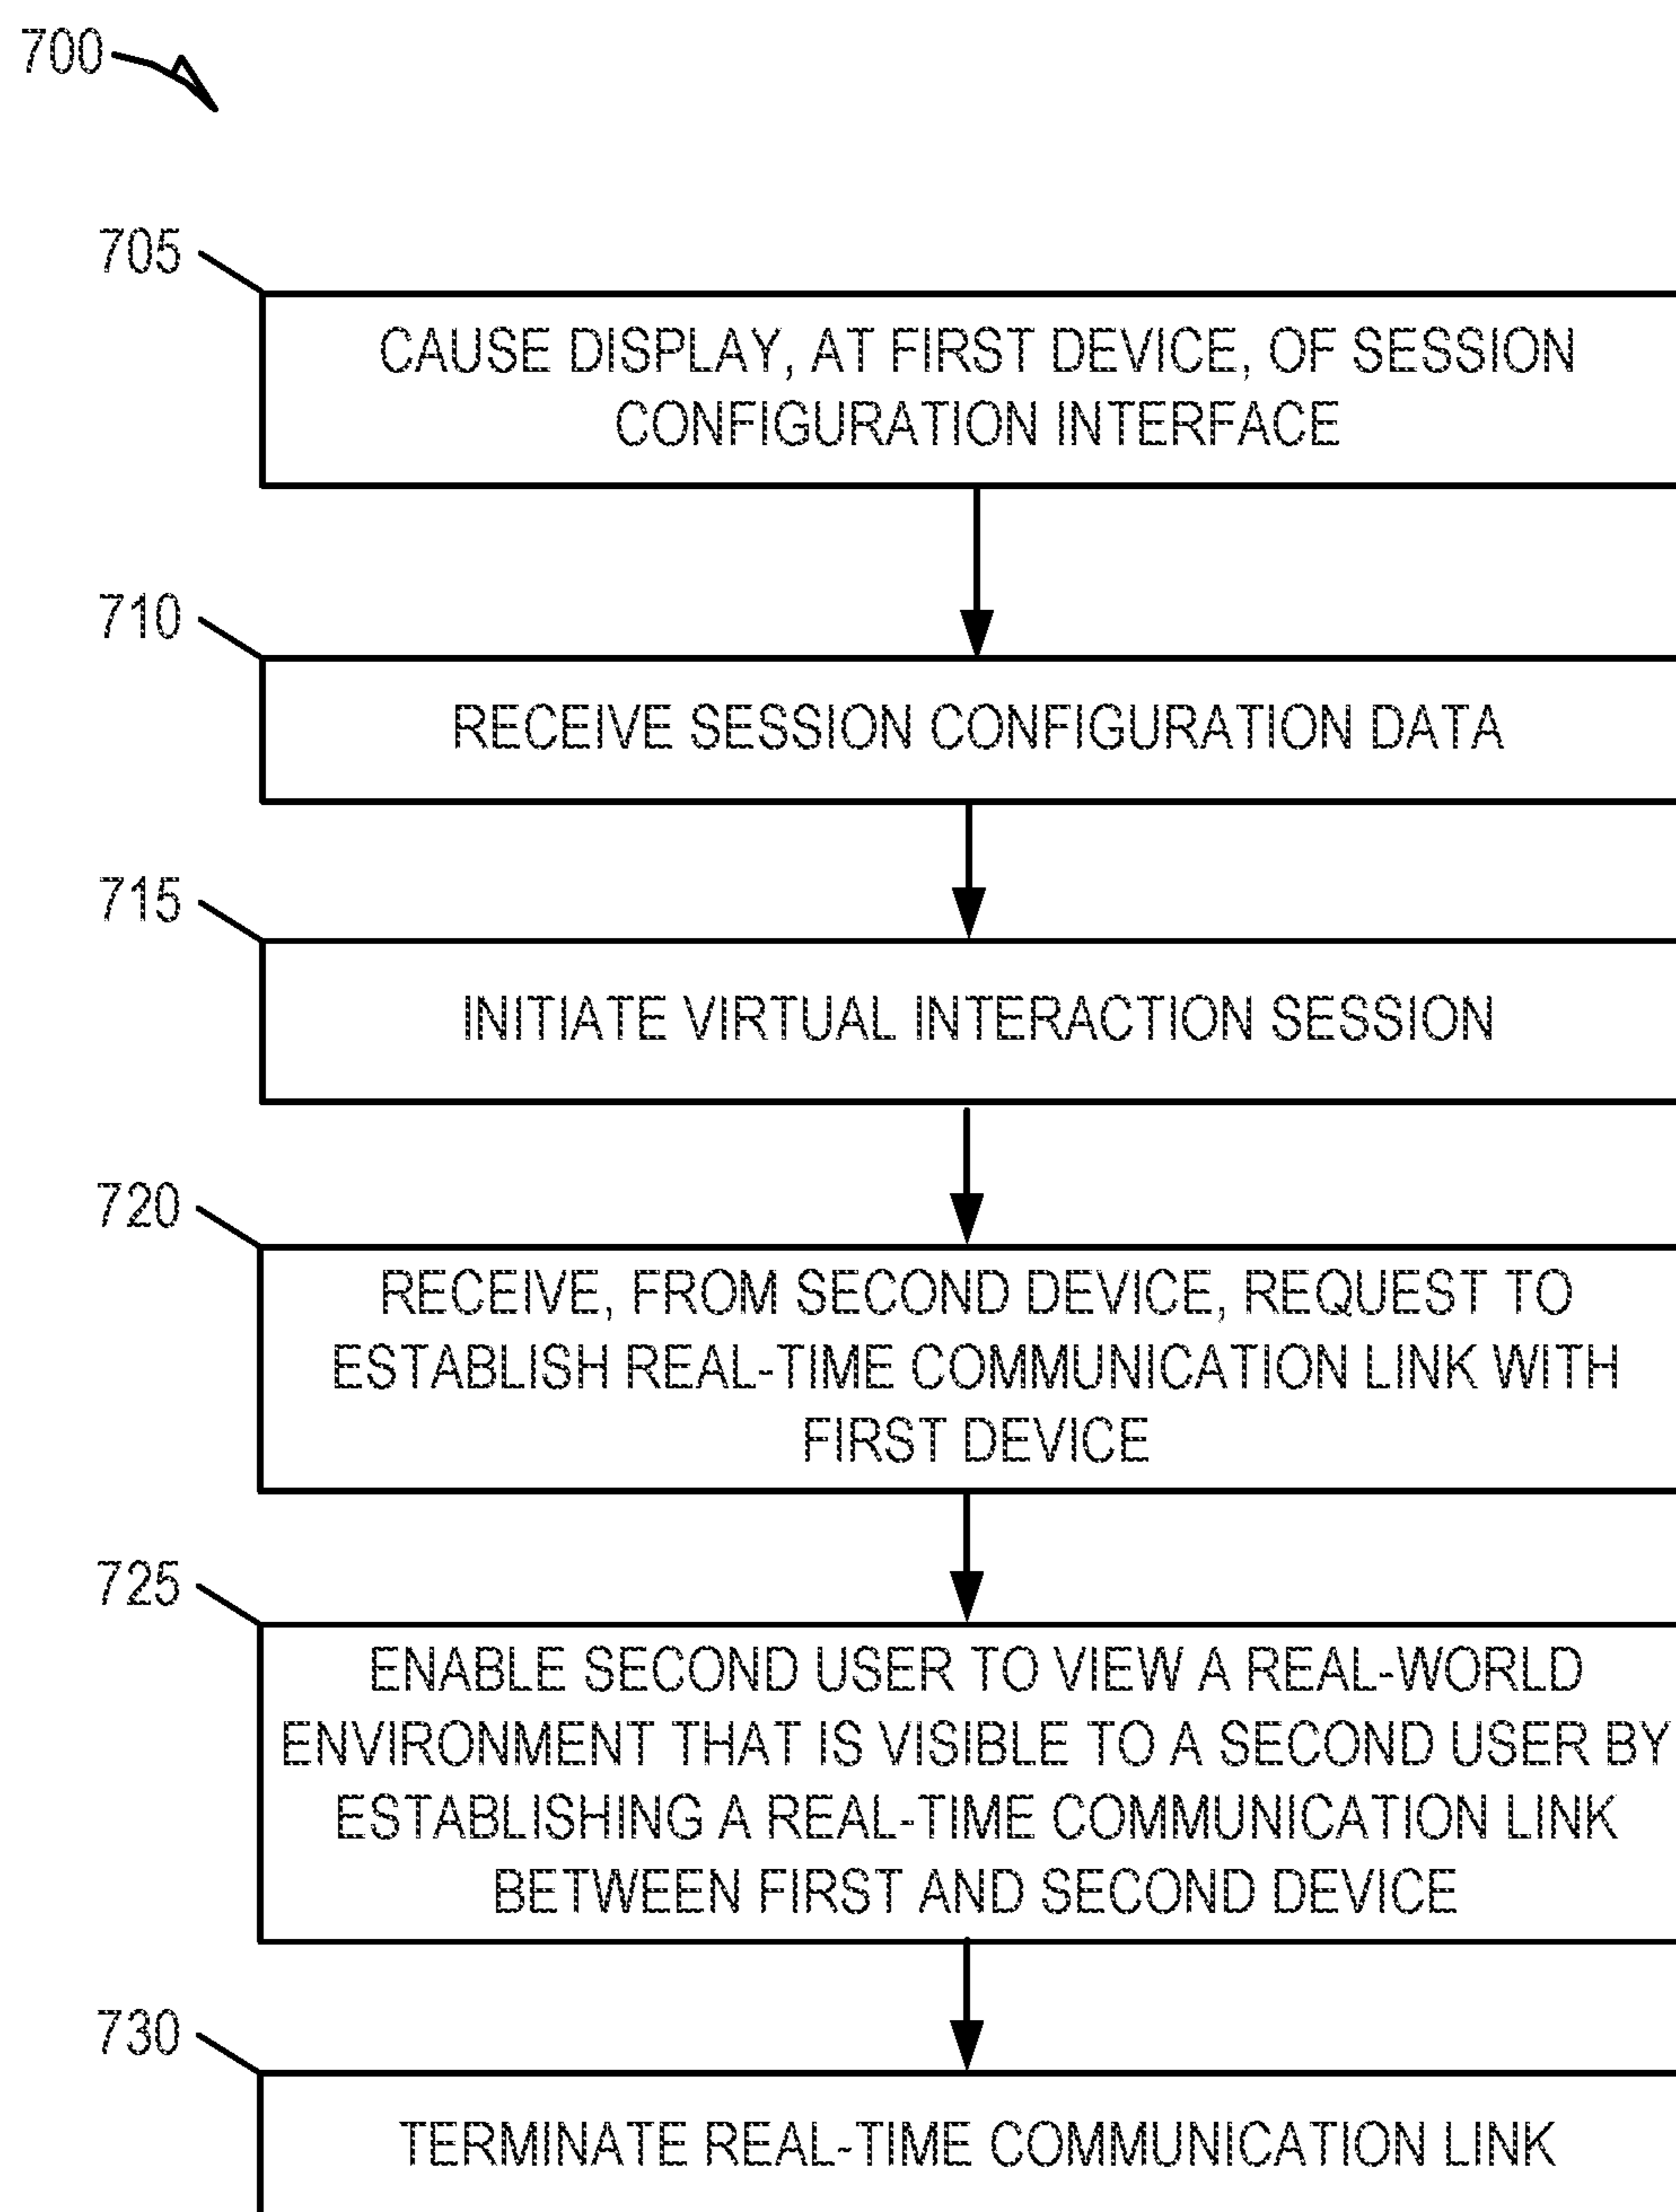 700
705
CAUSE DISPLAY, AT FIRST DEVICE, OF SESSION
CONFIGURATION INTERFACE
710
RECEIVE SESSION CONFIGURATION DATA
715
INITIATE VIRTUAL INTERACTION SESSION
720
RECEIVE, FROM SECOND DEVICE, REQUEST TO
ESTABLISH REAL-TIME COMMUNICATION LINK WITH
FIRST DEVICE
725
ENABLE SECOND USER TO VIEW A REAL-WORLD
ENVIRONMENT THAT IS VISIBLE TO A SECOND USER BY
ESTABLISHING A REAL-TIME COMMUNICATION LINK
BETWEEN FIRST AND SECOND DEVICE
730
TERMINATE REAL-TIME COMMUNICATION LINK